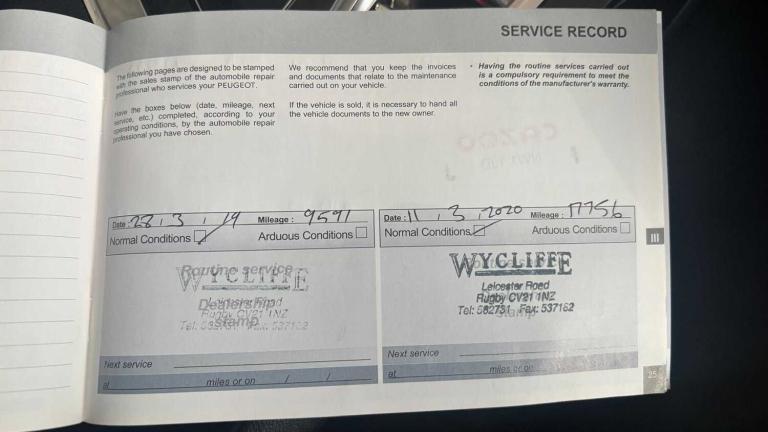 SERVICE RECORD
The following pages are designed to be stamped
with the sales stamp of the automobile repair
professional who services your PEUGEOT.
Have the boxes below (date, mileage, next
service, etc.) completed, according to your
operating conditions, by the automobile repair
professional you have chosen.
We recommend that you keep the invoices
and documents that relate to the maintenance
carried out on your vehicle.
If the vehicle is sold, it is necessary to hand all
the vehicle documents to the new owner.
• Having the routine services carried out
is a compulsory requirement to meet the
conditions of the manufacturer's warranty.
Date : 28 / 3 / 19 Mileage : 9591
Normal Conditions Arduous Conditions
Routine service
WYCLIFFE
Dealership
Rugby CV21 1NZ
stamp
Next service
at miles or on / /
Date : 11 / 3 / 2020 Mileage : 17756
Normal Conditions Arduous Conditions
WYCLIFFE
Leicester Road
Rugby CV21 1NZ
Tel: 562731 Fax: 537162
stamp
Next service
at miles or on
III
25